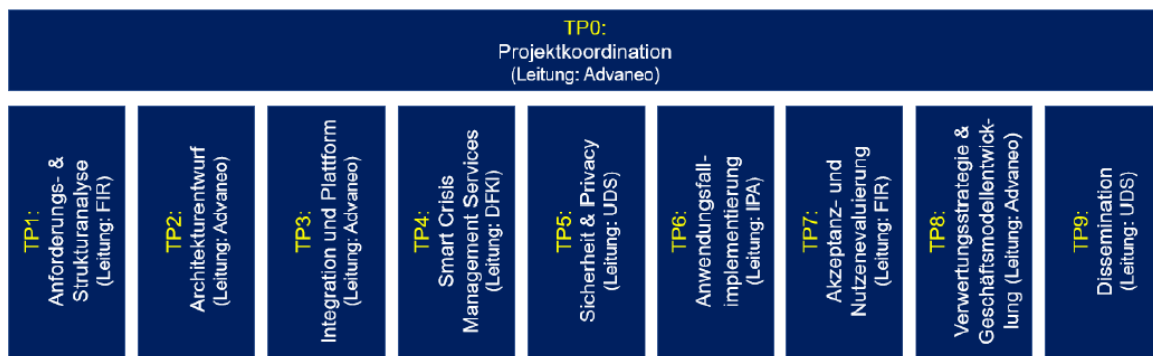 TP0:
Projektkoordination
(Leitung: Advaneo)
TP1:
Anforderungs- &
Strukturanalyse
(Leitung: FIR)
TP2:
Architekturentwurf
(Leitung: Advaneo)
TP3:
Integration und Plattform
(Leitung: Advaneo)
TP4:
Smart Crisis
Management Services
(Leitung: DFKI)
TP5:
Sicherheit & Privacy
(Leitung: UDS)
TP6:
Anwendungsfall-
implementierung
(Leitung: IPA)
TP7:
Akzeptanz- und
Nutzenevaluierung
(Leitung: FIR)
TP8:
Verwertungsstrategie &
Geschäftsmodellentwick-
lung (Leitung: Advaneo)
TP9:
Dissemination
(Leitung: UDS)